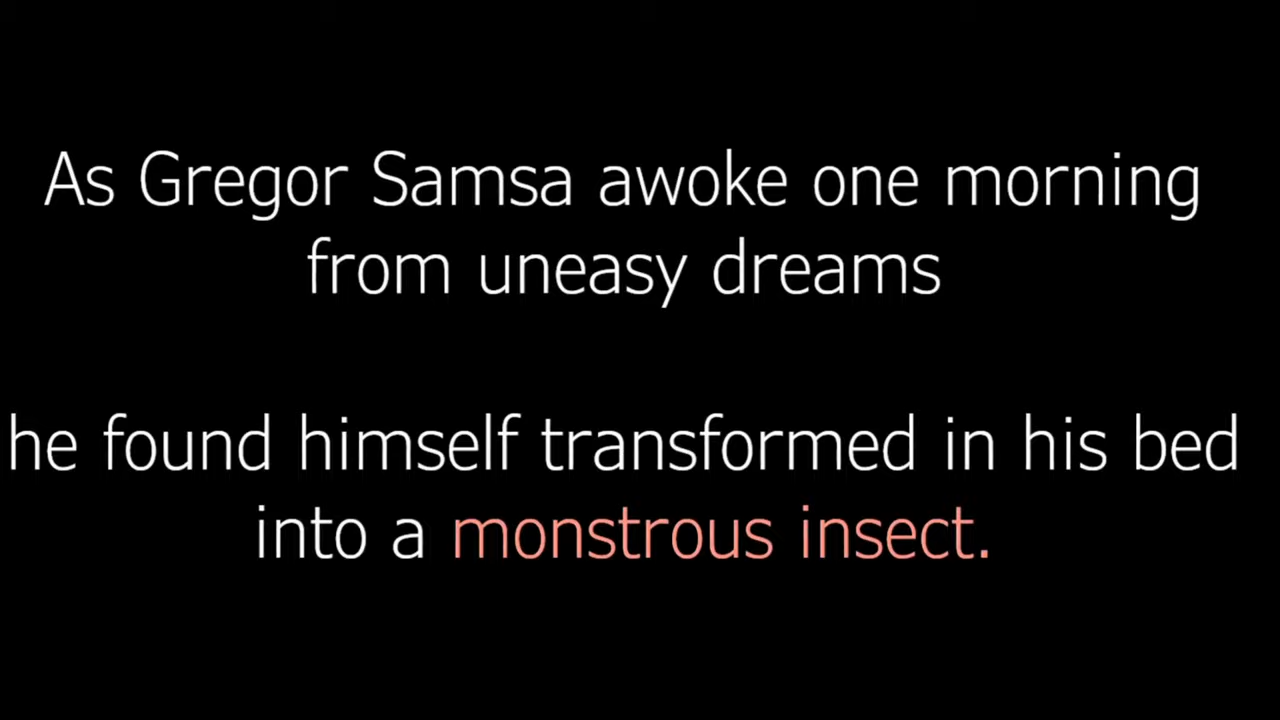 As Gregor Samsa awoke one morning
from uneasy dreams
he found himself transformed in his bed
into a monstrous insect.